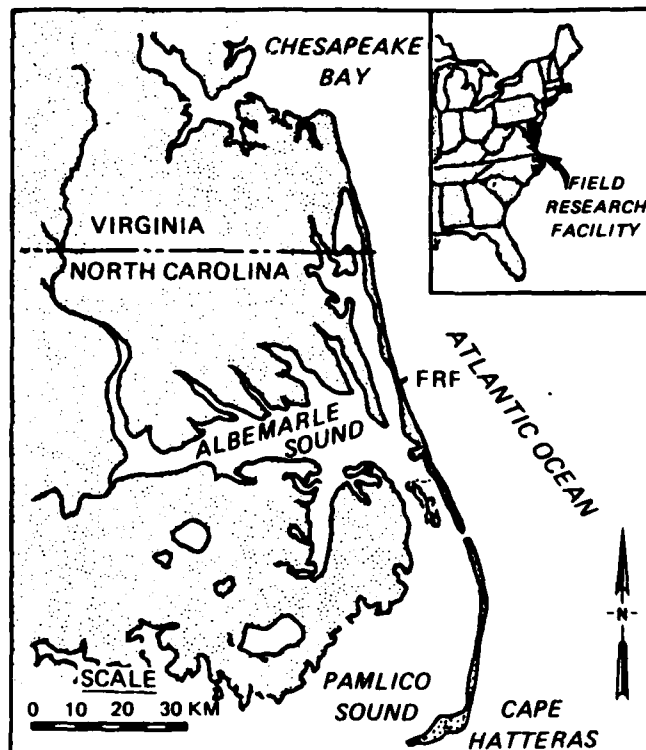 CHESAPEAKE
BAY
FIELD
RESEARCH
FACILITY
VIRGINIA
NORTH CAROLINA
ATLANTIC OCEAN
FRF
ALBEMARLE
SOUND
-N-
SCALE
0 10 20 30 KM
PAMLICO
SOUND
CAPE
HATTERAS